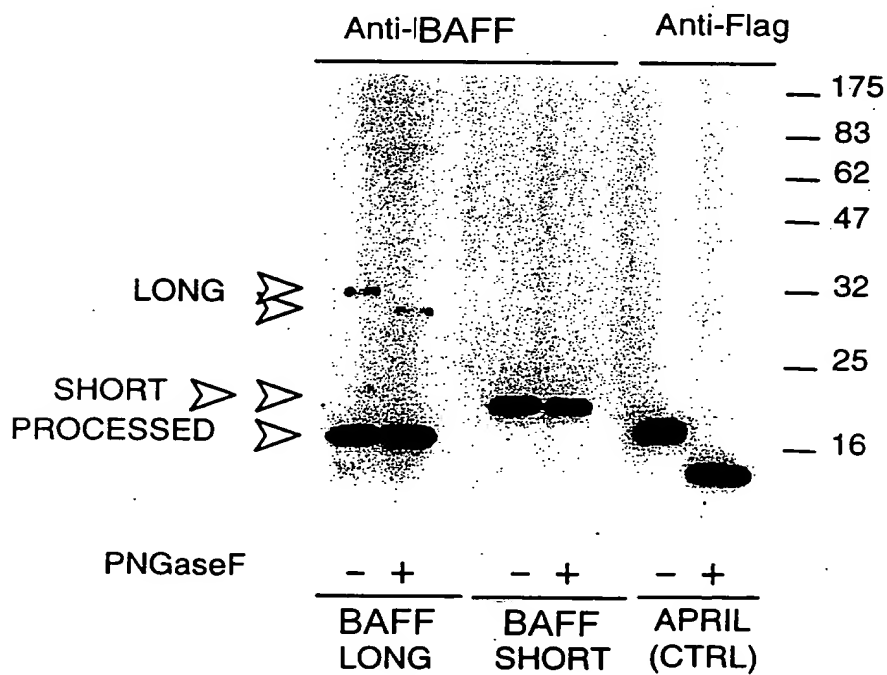 Anti-BAFF
Anti-Flag
175
83
62
47
LONG
32
25
SHORT
PROCESSED
16
PNGaseF
- +
- +
- +
BAFF
LONG
BAFF
SHORT
APRIL
(CTRL)